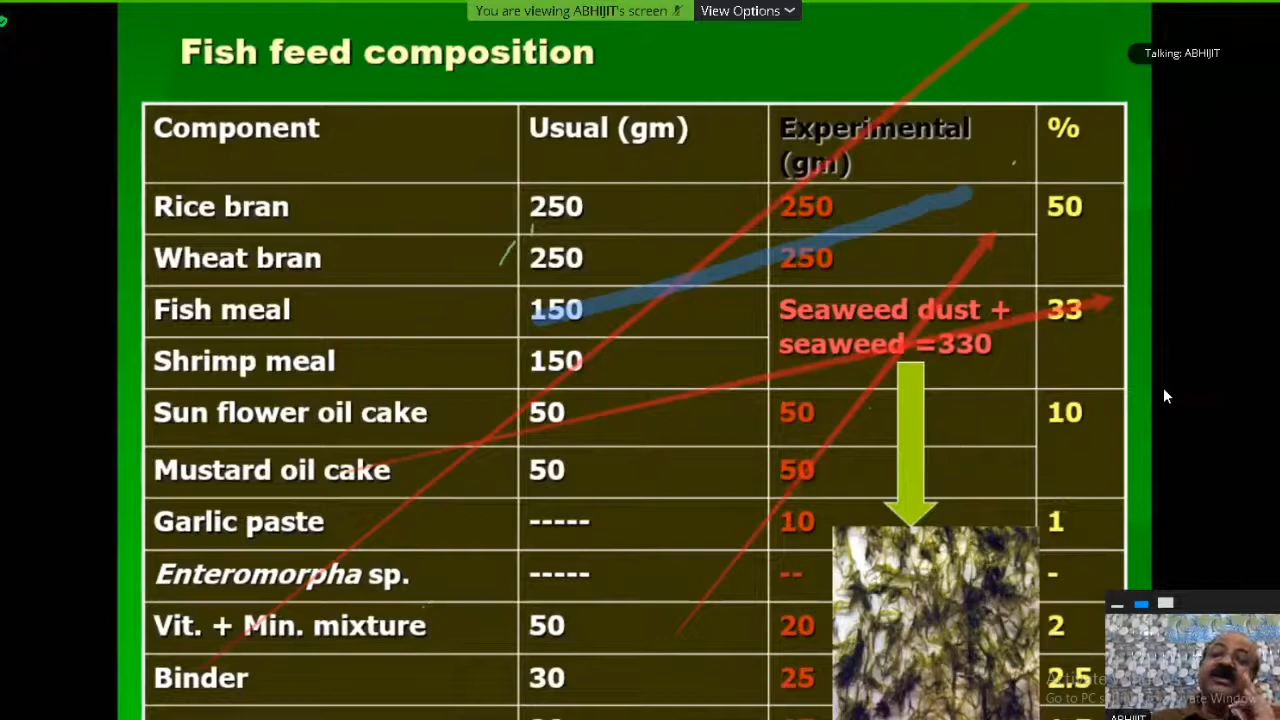 You are viewing ABHIJIT's screen View Options
Talking: ABHIJIT
Fish feed composition
Component Usual (gm) Experimental (gm) %
Rice bran 250 250 50
Wheat bran 250 250
Fish meal 150 Seaweed dust + 33
Shrimp meal 150 seaweed =330
Sun flower oil cake 50 50 10
Mustard oil cake 50 50
Garlic paste ----- 10 1
Enteromorpha sp. ----- -- -
Vit. + Min. mixture 50 20 2
Binder 30 25 2.5
ABHIJIT